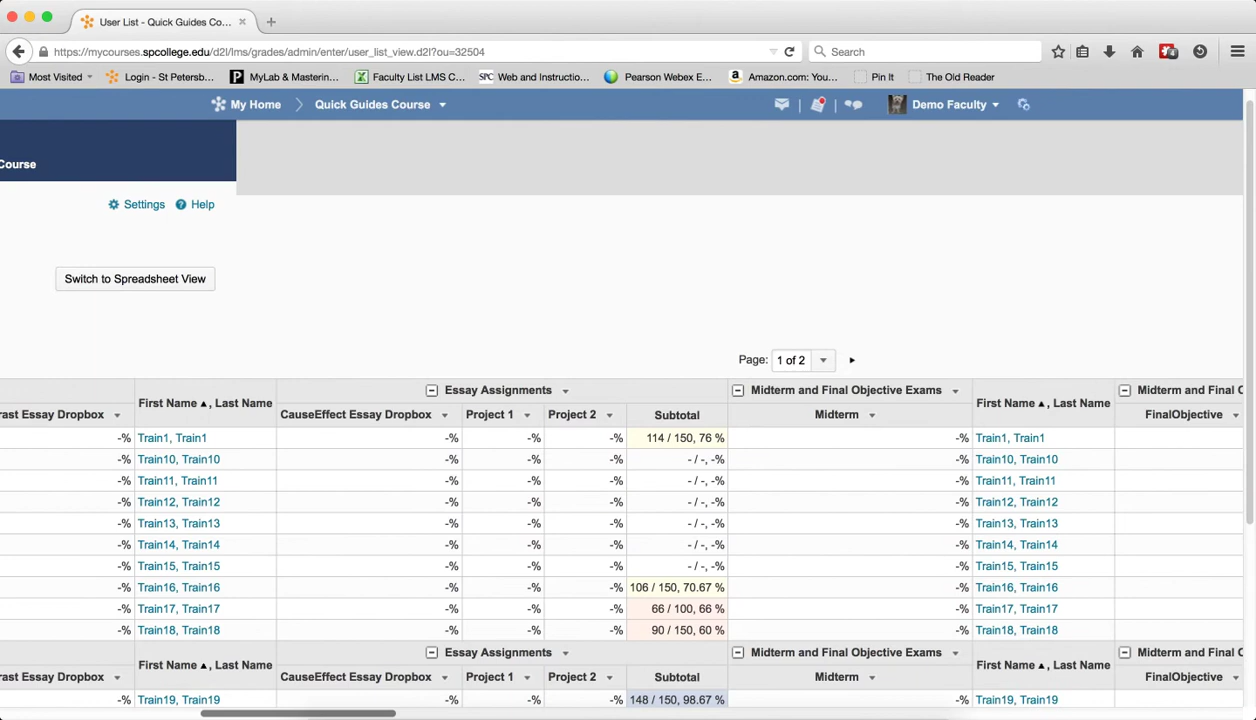 User List - Quick Guides Co...
https://mycourses.spcollege.edu/d2l/lms/grades/admin/enter/user_list_view.d2l?ou=32504
Search
Most Visited
Login - St Petersb...
MyLab & Mastering...
Faculty List LMS C...
SPC Web and Instructio...
Pearson Webex E...
Amazon.com: You...
Pin It
The Old Reader
My Home
Quick Guides Course
Demo Faculty
Course
Settings
Help
Switch to Spreadsheet View
Page: 1 of 2
First Name, Last Name Essay Assignments Midterm and Final Objective Exams First Name, Last Name Midterm and Final O
rast Essay Dropbox CauseEffect Essay Dropbox Project 1 Project 2 Subtotal Midterm FinalObjective
-% Train1, Train1 -% -% -% 114 / 150, 76 % -% Train1, Train1
-% Train10, Train10 -% -% -% - / -, -% -% Train10, Train10
-% Train11, Train11 -% -% -% - / -, -% -% Train11, Train11
-% Train12, Train12 -% -% -% - / -, -% -% Train12, Train12
-% Train13, Train13 -% -% -% - / -, -% -% Train13, Train13
-% Train14, Train14 -% -% -% - / -, -% -% Train14, Train14
-% Train15, Train15 -% -% -% - / -, -% -% Train15, Train15
-% Train16, Train16 -% -% -% 106 / 150, 70.67 % -% Train16, Train16
-% Train17, Train17 -% -% -% 66 / 100, 66 % -% Train17, Train17
-% Train18, Train18 -% -% -% 90 / 150, 60 % -% Train18, Train18
First Name, Last Name Essay Assignments Midterm and Final Objective Exams First Name, Last Name Midterm and Final O
rast Essay Dropbox CauseEffect Essay Dropbox Project 1 Project 2 Subtotal Midterm FinalObjective
-% Train19, Train19 -% -% -% 148 / 150, 98.67 % -% Train19, Train19